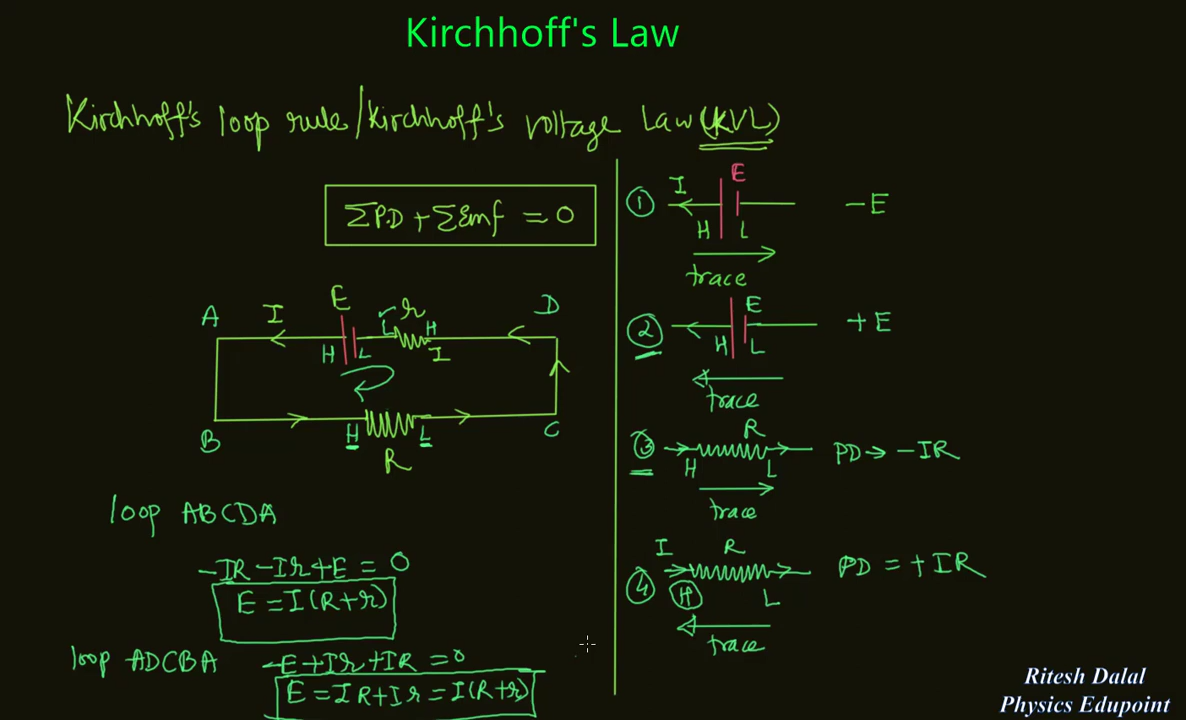 Kirchhoff's Law
Kirchhoff's loop rule/Kirchhoff's voltage Law (KVL)
ΣP.D + ΣEmf = 0
A I E r D
H L L H I
B H L C
R
loop ABCDA
-IR -Ir +E = 0
E = I(R+r)
loop ADCBA -E +Ir +IR = 0
E = IR+Ir = I(R+r)
1 I E -E
H L
trace
2 E +E
H L
trace
3 R PD → -IR
H L
trace
4 I R PD = +IR
H L
trace
Ritesh Dalal
Physics Edupoint